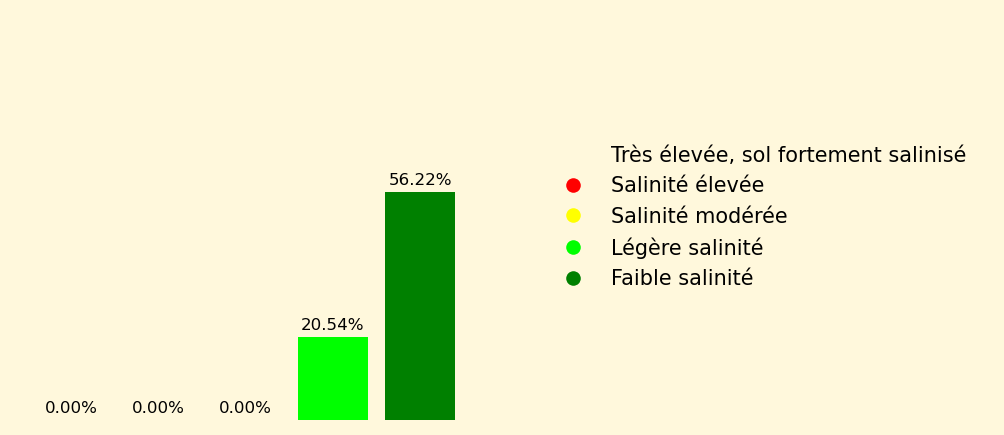 56.22%
20.54%
0.00%
0.00%
0.00%
Très élevée, sol fortement salinisé
Salinité élevée
Salinité modérée
Légère salinité
Faible salinité